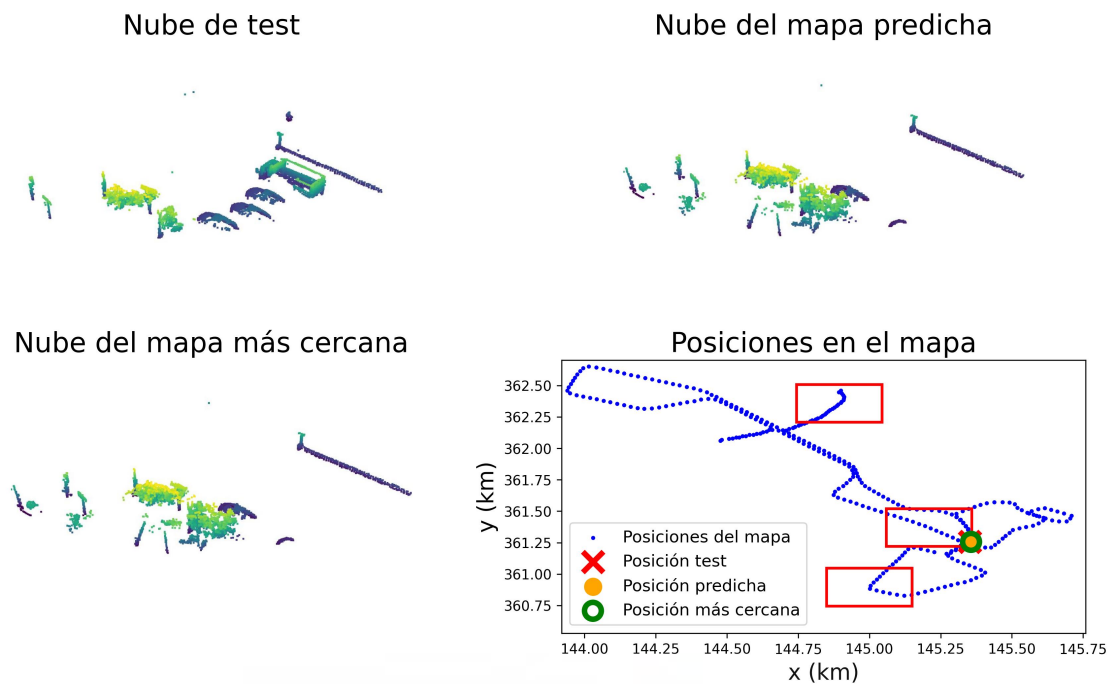 Nube de test
Nube del mapa predicha
Nube del mapa más cercana
Posiciones en el mapa
y (km)
362.50
362.25
362.00
361.75
361.50
361.25
361.00
360.75
Posiciones del mapa
Posición test
Posición predicha
Posición más cercana
144.00 144.25 144.50 144.75 145.00 145.25 145.50 145.75
x (km)